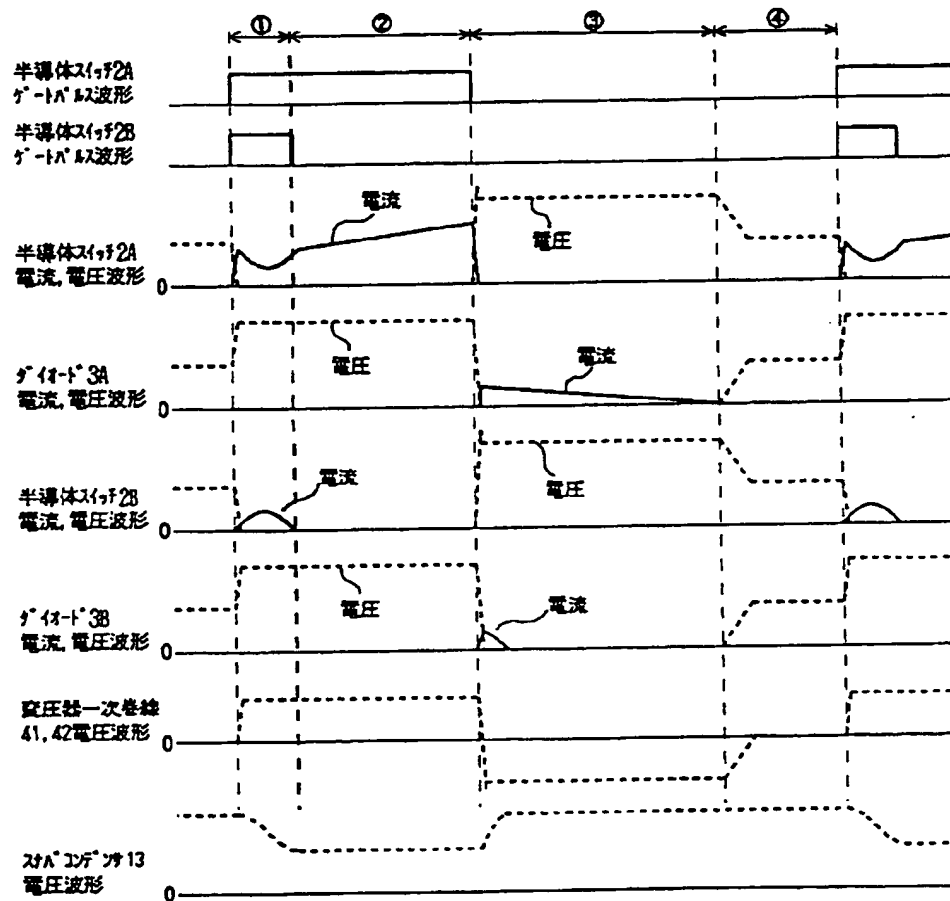 ① ② ③ ④
半導体スイッチ2A
ゲートパルス波形
半導体スイッチ2B
ゲートパルス波形
電流
電圧
半導体スイッチ2A
電流,電圧波形
0
電圧
電流
ダイオード3A
電流,電圧波形
0
電流
電圧
半導体スイッチ2B
電流,電圧波形
0
電圧
電流
ダイオード3B
電流,電圧波形
0
変圧器一次巻線
41,42電圧波形
0
スナバコンデンサ13
電圧波形
0